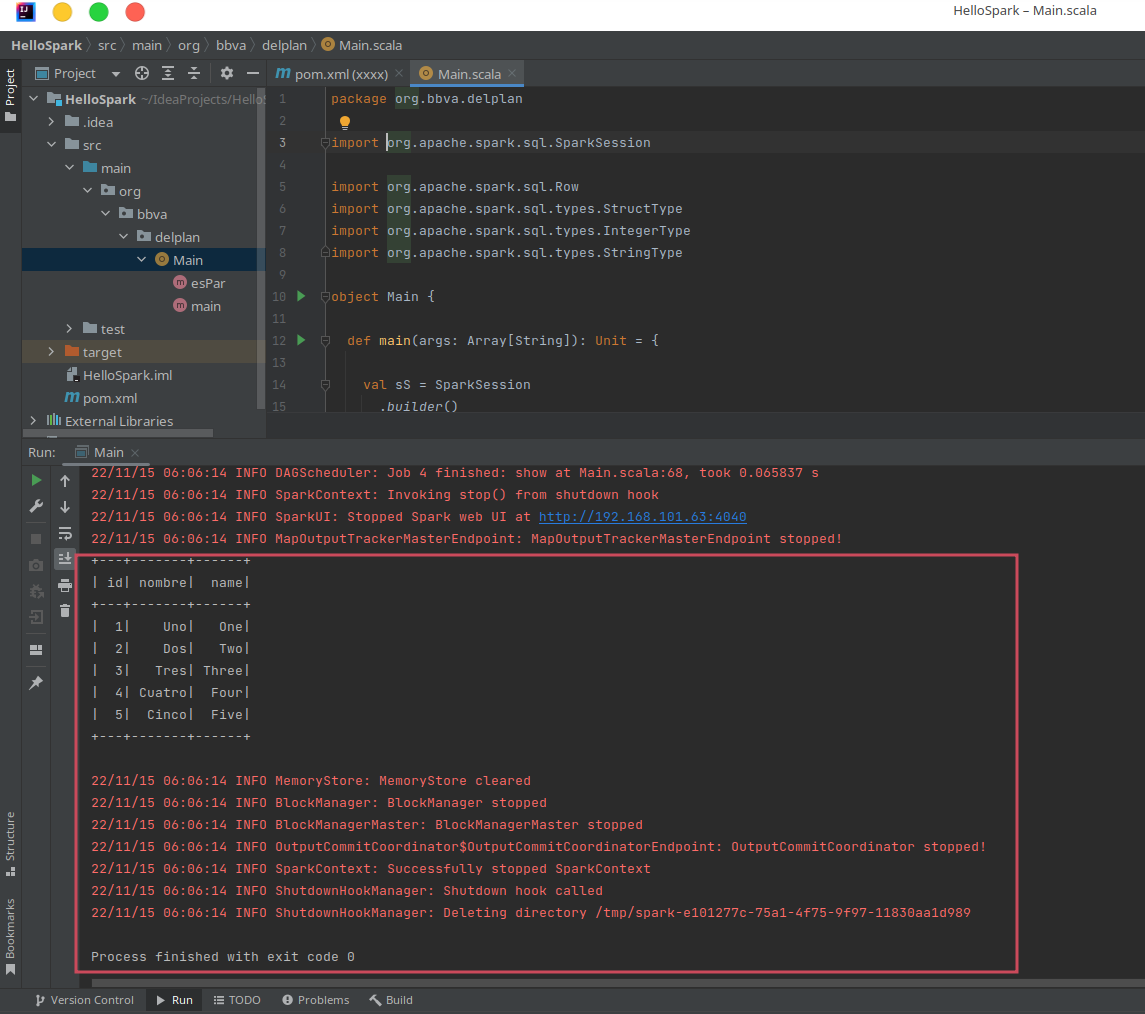 HelloSpark – Main.scala
HelloSpark src main org bbva delplan Main.scala
Project
Project
pom.xml (xxxx) Main.scala
HelloSpark ~/IdeaProjects/Hello
.idea
src
main
org
bbva
delplan
Main
esPar
main
test
target
HelloSpark.iml
pom.xml
External Libraries
1 package org.bbva.delplan
2
3 import org.apache.spark.sql.SparkSession
4
5 import org.apache.spark.sql.Row
6 import org.apache.spark.sql.types.StructType
7 import org.apache.spark.sql.types.IntegerType
8 import org.apache.spark.sql.types.StringType
9
10 object Main {
11
12 def main(args: Array[String]): Unit = {
13
14 val sS = SparkSession
15 .builder()
Run: Main
22/11/15 06:06:14 INFO DAGScheduler: Job 4 finished: show at Main.scala:68, took 0.065837 s
22/11/15 06:06:14 INFO SparkContext: Invoking stop() from shutdown hook
22/11/15 06:06:14 INFO SparkUI: Stopped Spark web UI at http://192.168.101.63:4040
22/11/15 06:06:14 INFO MapOutputTrackerMasterEndpoint: MapOutputTrackerMasterEndpoint stopped!
+---+-------+------+
| id| nombre|  name|
+---+-------+------+
|  1|    Uno|   One|
|  2|    Dos|   Two|
|  3|   Tres| Three|
|  4| Cuatro|  Four|
|  5|  Cinco|  Five|
+---+-------+------+
22/11/15 06:06:14 INFO MemoryStore: MemoryStore cleared
22/11/15 06:06:14 INFO BlockManager: BlockManager stopped
22/11/15 06:06:14 INFO BlockManagerMaster: BlockManagerMaster stopped
22/11/15 06:06:14 INFO OutputCommitCoordinator$OutputCommitCoordinatorEndpoint: OutputCommitCoordinator stopped!
22/11/15 06:06:14 INFO SparkContext: Successfully stopped SparkContext
22/11/15 06:06:14 INFO ShutdownHookManager: Shutdown hook called
22/11/15 06:06:14 INFO ShutdownHookManager: Deleting directory /tmp/spark-e101277c-75a1-4f75-9f97-11830aa1d989
Process finished with exit code 0
Structure
Bookmarks
Version Control Run TODO Problems Build